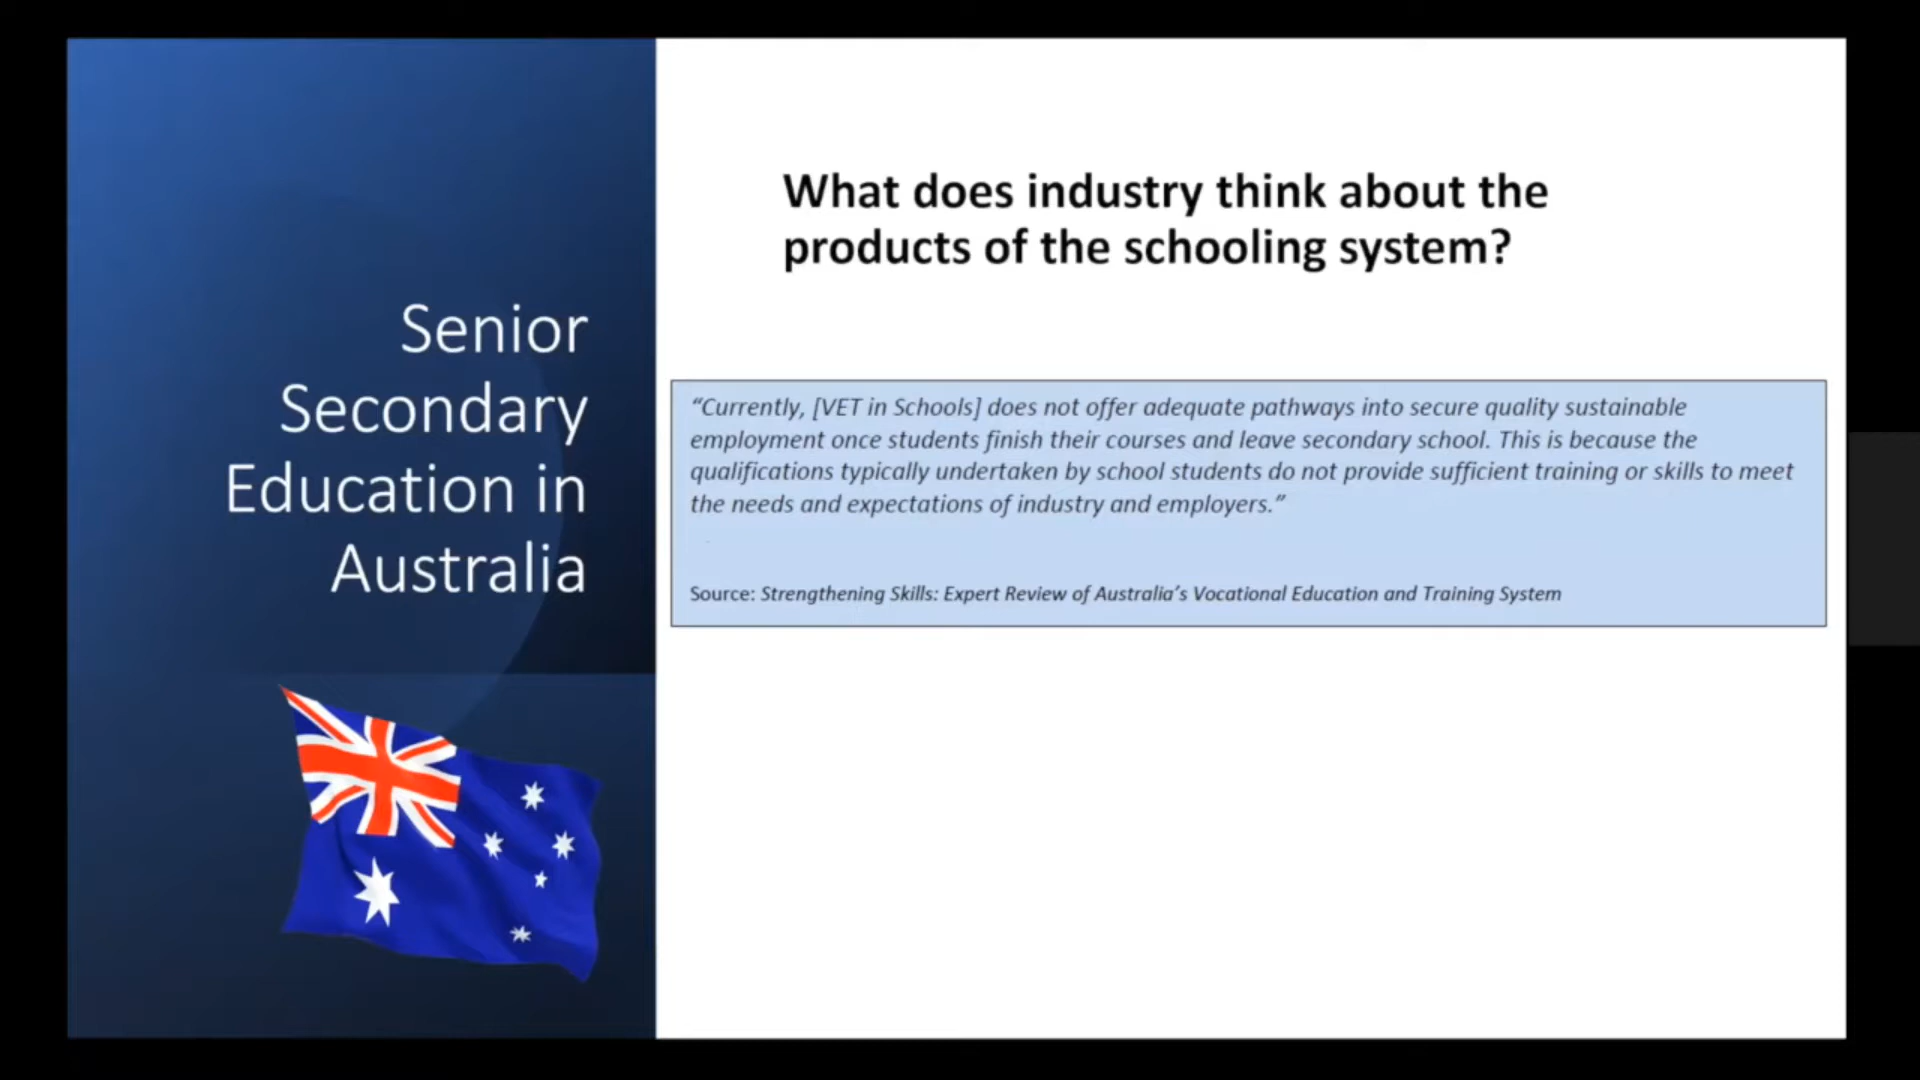 Senior
Secondary
Education in
Australia
What does industry think about the
products of the schooling system?
“Currently, [VET in Schools] does not offer adequate pathways into secure quality sustainable
employment once students finish their courses and leave secondary school. This is because the
qualifications typically undertaken by school students do not provide sufficient training or skills to meet
the needs and expectations of industry and employers.”
Source: Strengthening Skills: Expert Review of Australia’s Vocational Education and Training System